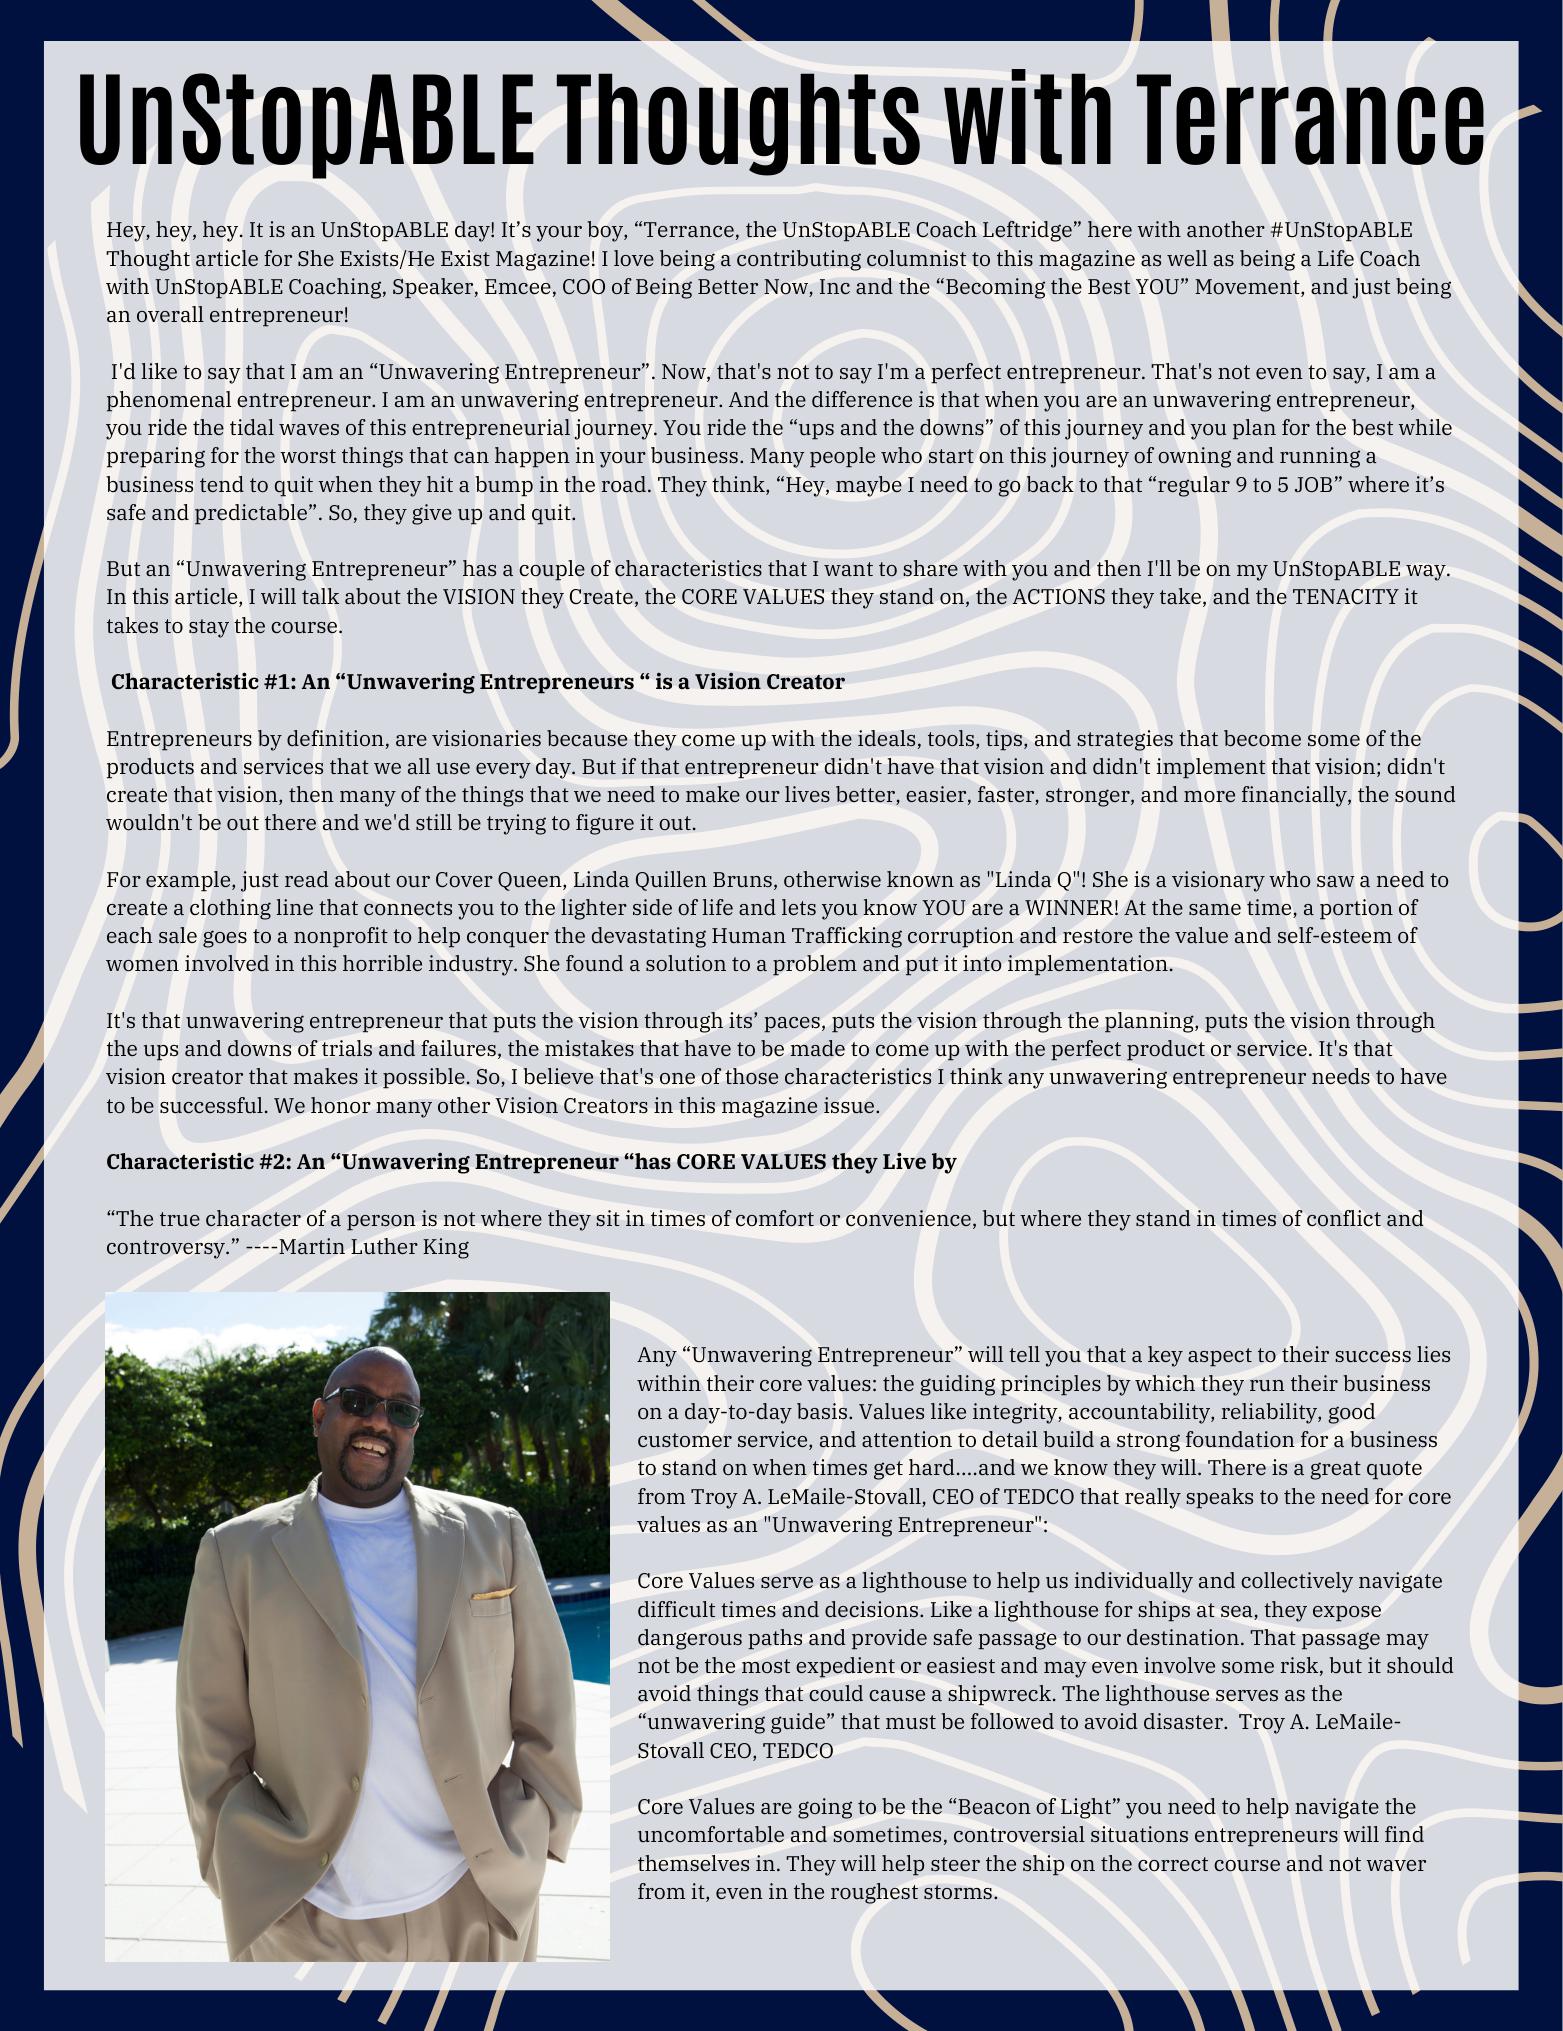 UnStopABLE Thoughts with Terrance
Hey, hey, hey. It is an UnStopABLE day! It’s your boy, “Terrance, the UnStopABLE Coach Leftridge” here with another #UnStopABLE
Thought article for She Exists/He Exist Magazine! I love being a contributing columnist to this magazine as well as being a Life Coach
with UnStopABLE Coaching, Speaker, Emcee, COO of Being Better Now, Inc and the “Becoming the Best YOU” Movement, and just being
an overall entrepreneur!
I'd like to say that I am an “Unwavering Entrepreneur”. Now, that's not to say I'm a perfect entrepreneur. That's not even to say, I am a
phenomenal entrepreneur. I am an unwavering entrepreneur. And the difference is that when you are an unwavering entrepreneur,
you ride the tidal waves of this entrepreneurial journey. You ride the “ups and the downs” of this journey and you plan for the best while
preparing for the worst things that can happen in your business. Many people who start on this journey of owning and running a
business tend to quit when they hit a bump in the road. They think, “Hey, maybe I need to go back to that “regular 9 to 5 JOB” where it’s
safe and predictable”. So, they give up and quit.
But an “Unwavering Entrepreneur” has a couple of characteristics that I want to share with you and then I'll be on my UnStopABLE way.
In this article, I will talk about the VISION they Create, the CORE VALUES they stand on, the ACTIONS they take, and the TENACITY it
takes to stay the course.
Characteristic #1: An “Unwavering Entrepreneurs “ is a Vision Creator
Entrepreneurs by definition, are visionaries because they come up with the ideals, tools, tips, and strategies that become some of the
products and services that we all use every day. But if that entrepreneur didn't have that vision and didn't implement that vision; didn't
create that vision, then many of the things that we need to make our lives better, easier, faster, stronger, and more financially, the sound
wouldn't be out there and we'd still be trying to figure it out.
For example, just read about our Cover Queen, Linda Quillen Bruns, otherwise known as "Linda Q"! She is a visionary who saw a need to
create a clothing line that connects you to the lighter side of life and lets you know YOU are a WINNER! At the same time, a portion of
each sale goes to a nonprofit to help conquer the devastating Human Trafficking corruption and restore the value and self-esteem of
women involved in this horrible industry. She found a solution to a problem and put it into implementation.
It's that unwavering entrepreneur that puts the vision through its’ paces, puts the vision through the planning, puts the vision through
the ups and downs of trials and failures, the mistakes that have to be made to come up with the perfect product or service. It's that
vision creator that makes it possible. So, I believe that's one of those characteristics I think any unwavering entrepreneur needs to have
to be successful. We honor many other Vision Creators in this magazine issue.
Characteristic #2: An “Unwavering Entrepreneur “has CORE VALUES they Live by
“The true character of a person is not where they sit in times of comfort or convenience, but where they stand in times of conflict and
controversy.” ----Martin Luther King
Any “Unwavering Entrepreneur” will tell you that a key aspect to their success lies
within their core values: the guiding principles by which they run their business
on a day-to-day basis. Values like integrity, accountability, reliability, good
customer service, and attention to detail build a strong foundation for a business
to stand on when times get hard....and we know they will. There is a great quote
from Troy A. LeMaile-Stovall, CEO of TEDCO that really speaks to the need for core
values as an "Unwavering Entrepreneur":
Core Values serve as a lighthouse to help us individually and collectively navigate
difficult times and decisions. Like a lighthouse for ships at sea, they expose
dangerous paths and provide safe passage to our destination. That passage may
not be the most expedient or easiest and may even involve some risk, but it should
avoid things that could cause a shipwreck. The lighthouse serves as the
“unwavering guide” that must be followed to avoid disaster.  Troy A. LeMaile-
Stovall CEO, TEDCO
Core Values are going to be the “Beacon of Light” you need to help navigate the
uncomfortable and sometimes, controversial situations entrepreneurs will find
themselves in. They will help steer the ship on the correct course and not waver
from it, even in the roughest storms.